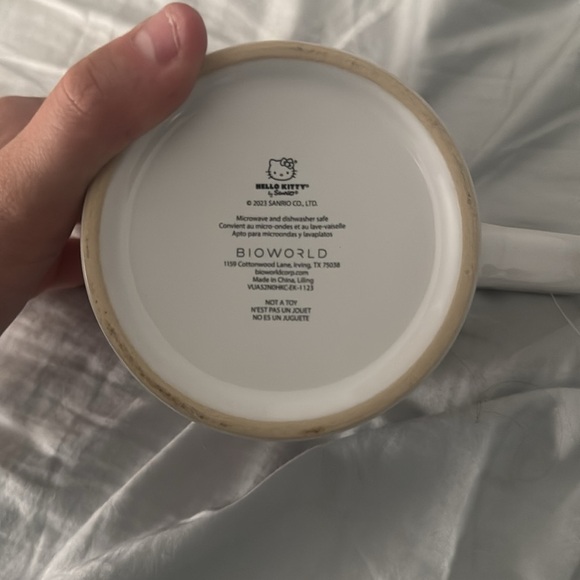 HELLO KITTY®
by Sanrio®
© 2023 SANRIO CO., LTD.
Microwave and dishwasher safe
Convient au micro-ondes et au lave-vaisselle
Apto para microondas y lavaplatos
BIOWORLD
1159 Cottonwood Lane, Irving, TX 75038
bioworldcorp.com
Made in China, Liling
NOT A TOY
N'EST PAS UN JOUET
NO ES UN JUGUETE